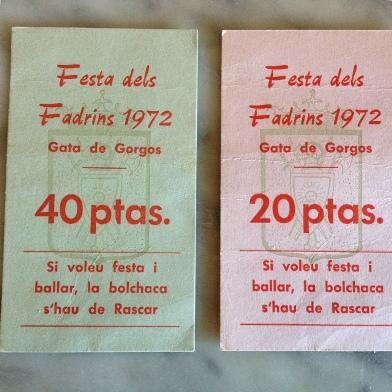 Festa dels
Fadrins 1972
Gata de Gorgos
40 ptas.
Si voleu festa i
ballar, la bolchaca
s'hau de Rascar
Festa dels
Fadrins 1972
Gata de Gorgos
20 ptas.
Si voleu festa i
ballar, la bolchaca
s'hau de Rascar